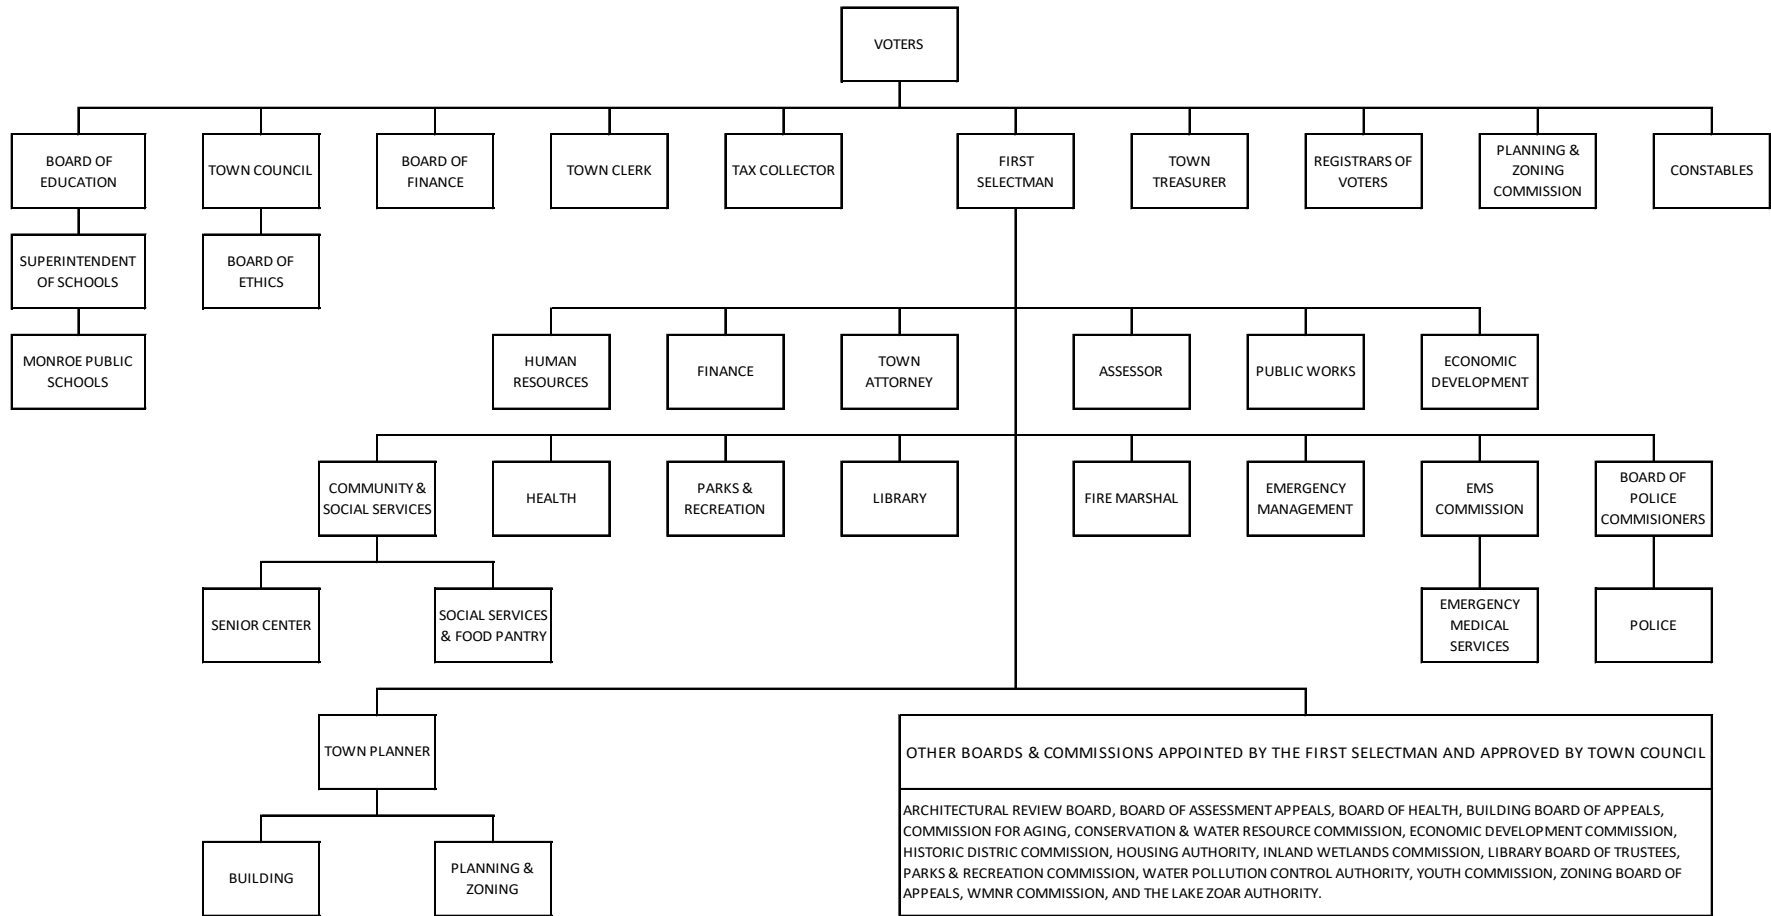 VOTERS
BOARD OF
EDUCATION
TOWN COUNCIL
BOARD OF
FINANCE
TOWN CLERK
TAX COLLECTOR
FIRST
SELECTMAN
TOWN
TREASURER
REGISTRARS OF
VOTERS
PLANNING &
ZONING
COMMISSION
CONSTABLES
SUPERINTENDENT
OF SCHOOLS
BOARD OF
ETHICS
MONROE PUBLIC
SCHOOLS
HUMAN
RESOURCES
FINANCE
TOWN
ATTORNEY
ASSESSOR
PUBLIC WORKS
ECONOMIC
DEVELOPMENT
COMMUNITY &
SOCIAL SERVICES
HEALTH
PARKS &
RECREATION
LIBRARY
FIRE MARSHAL
EMERGENCY
MANAGEMENT
EMS
COMMISSION
BOARD OF
POLICE
COMMISIONERS
SENIOR CENTER
SOCIAL SERVICES
& FOOD PANTRY
EMERGENCY
MEDICAL
SERVICES
POLICE
TOWN PLANNER
OTHER BOARDS & COMMISSIONS APPOINTED BY THE FIRST SELECTMAN AND APPROVED BY TOWN COUNCIL
ARCHITECTURAL REVIEW BOARD, BOARD OF ASSESSMENT APPEALS, BOARD OF HEALTH, BUILDING BOARD OF APPEALS,
COMMISSION FOR AGING, CONSERVATION & WATER RESOURCE COMMISSION, ECONOMIC DEVELOPMENT COMMISSION,
HISTORIC DISTRIC COMMISSION, HOUSING AUTHORITY, INLAND WETLANDS COMMISSION, LIBRARY BOARD OF TRUSTEES,
PARKS & RECREATION COMMISSION, WATER POLLUTION CONTROL AUTHORITY, YOUTH COMMISSION, ZONING BOARD OF
APPEALS, WMNR COMMISSION, AND THE LAKE ZOAR AUTHORITY.
BUILDING
PLANNING &
ZONING